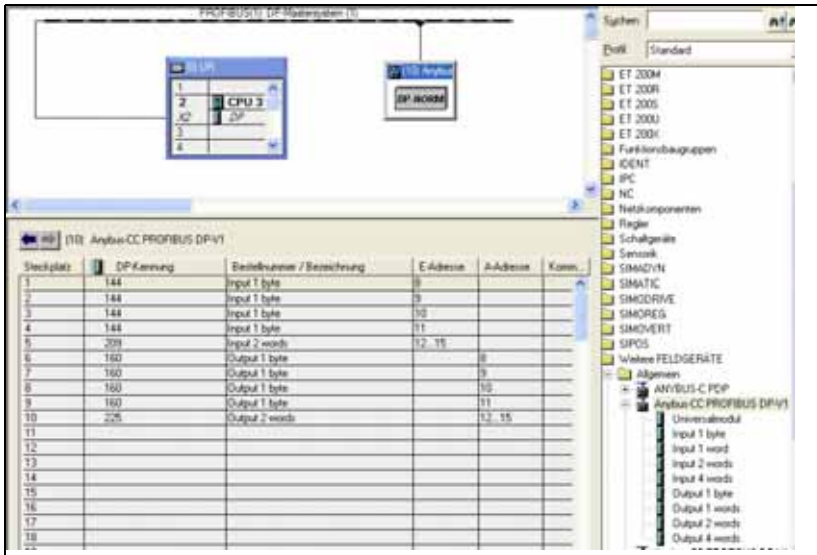 PROFIBUS(1): DP-Mastersystem (1)
1
2 CPU 3
X2 DP
3
4
(10) Anybus
DP-NORM
Suchen
Profil Standard
ET 200M
ET 200R
ET 200S
ET 200U
ET 200X
Funktionsbaugruppen
IDENT
IPC
NC
Netzkomponenten
Regler
Schaltgeräte
Sensorik
SIMADYN
SIMATIC
SIMODRIVE
SIMOREG
SIMOVERT
SIPOS
Weitere FELDGERÄTE
Allgemein
ANYBUS-C PDP
Anybus-CC PROFIBUS DP-V1
Universalmodul
Input 1 byte
Input 1 word
Input 2 words
Input 4 words
Output 1 byte
Output 1 words
Output 2 words
Output 4 words
(10) Anybus-CC PROFIBUS DP-V1
Steckplatz DP-Kennung Bestellnummer / Bezeichnung E-Adresse A-Adresse Komm...
1 144 Input 1 byte 8
2 144 Input 1 byte 9
3 144 Input 1 byte 10
4 144 Input 1 byte 11
5 209 Input 2 words 12...15
6 160 Output 1 byte 8
7 160 Output 1 byte 9
8 160 Output 1 byte 10
9 160 Output 1 byte 11
10 225 Output 2 words 12...15
11
12
13
14
15
16
17
18